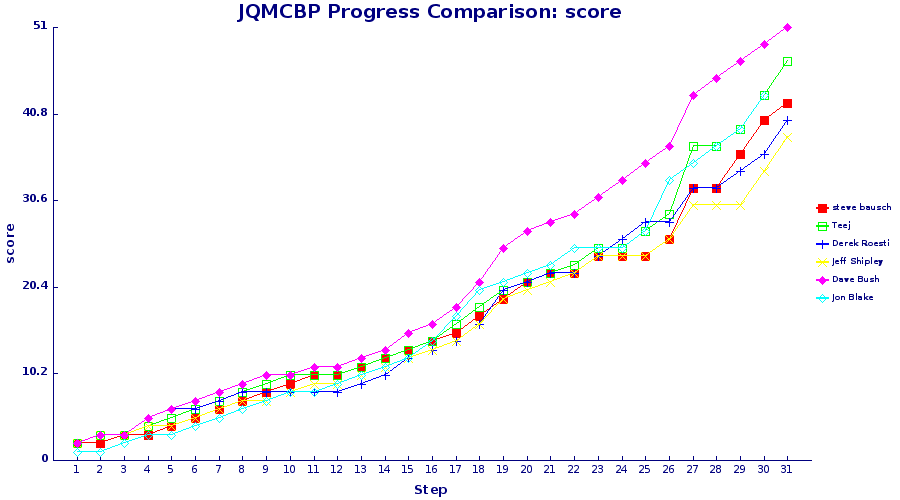 JQMCBP Progress Comparison: score
51
40.8
30.6
20.4
10.2
0
score
1 2 3 4 5 6 7 8 9 10 11 12 13 14 15 16 17 18 19 20 21 22 23 24 25 26 27 28 29 30 31
Step
steve bausch
Teej
Derek Roesti
Jeff Shipley
Dave Bush
Jon Blake